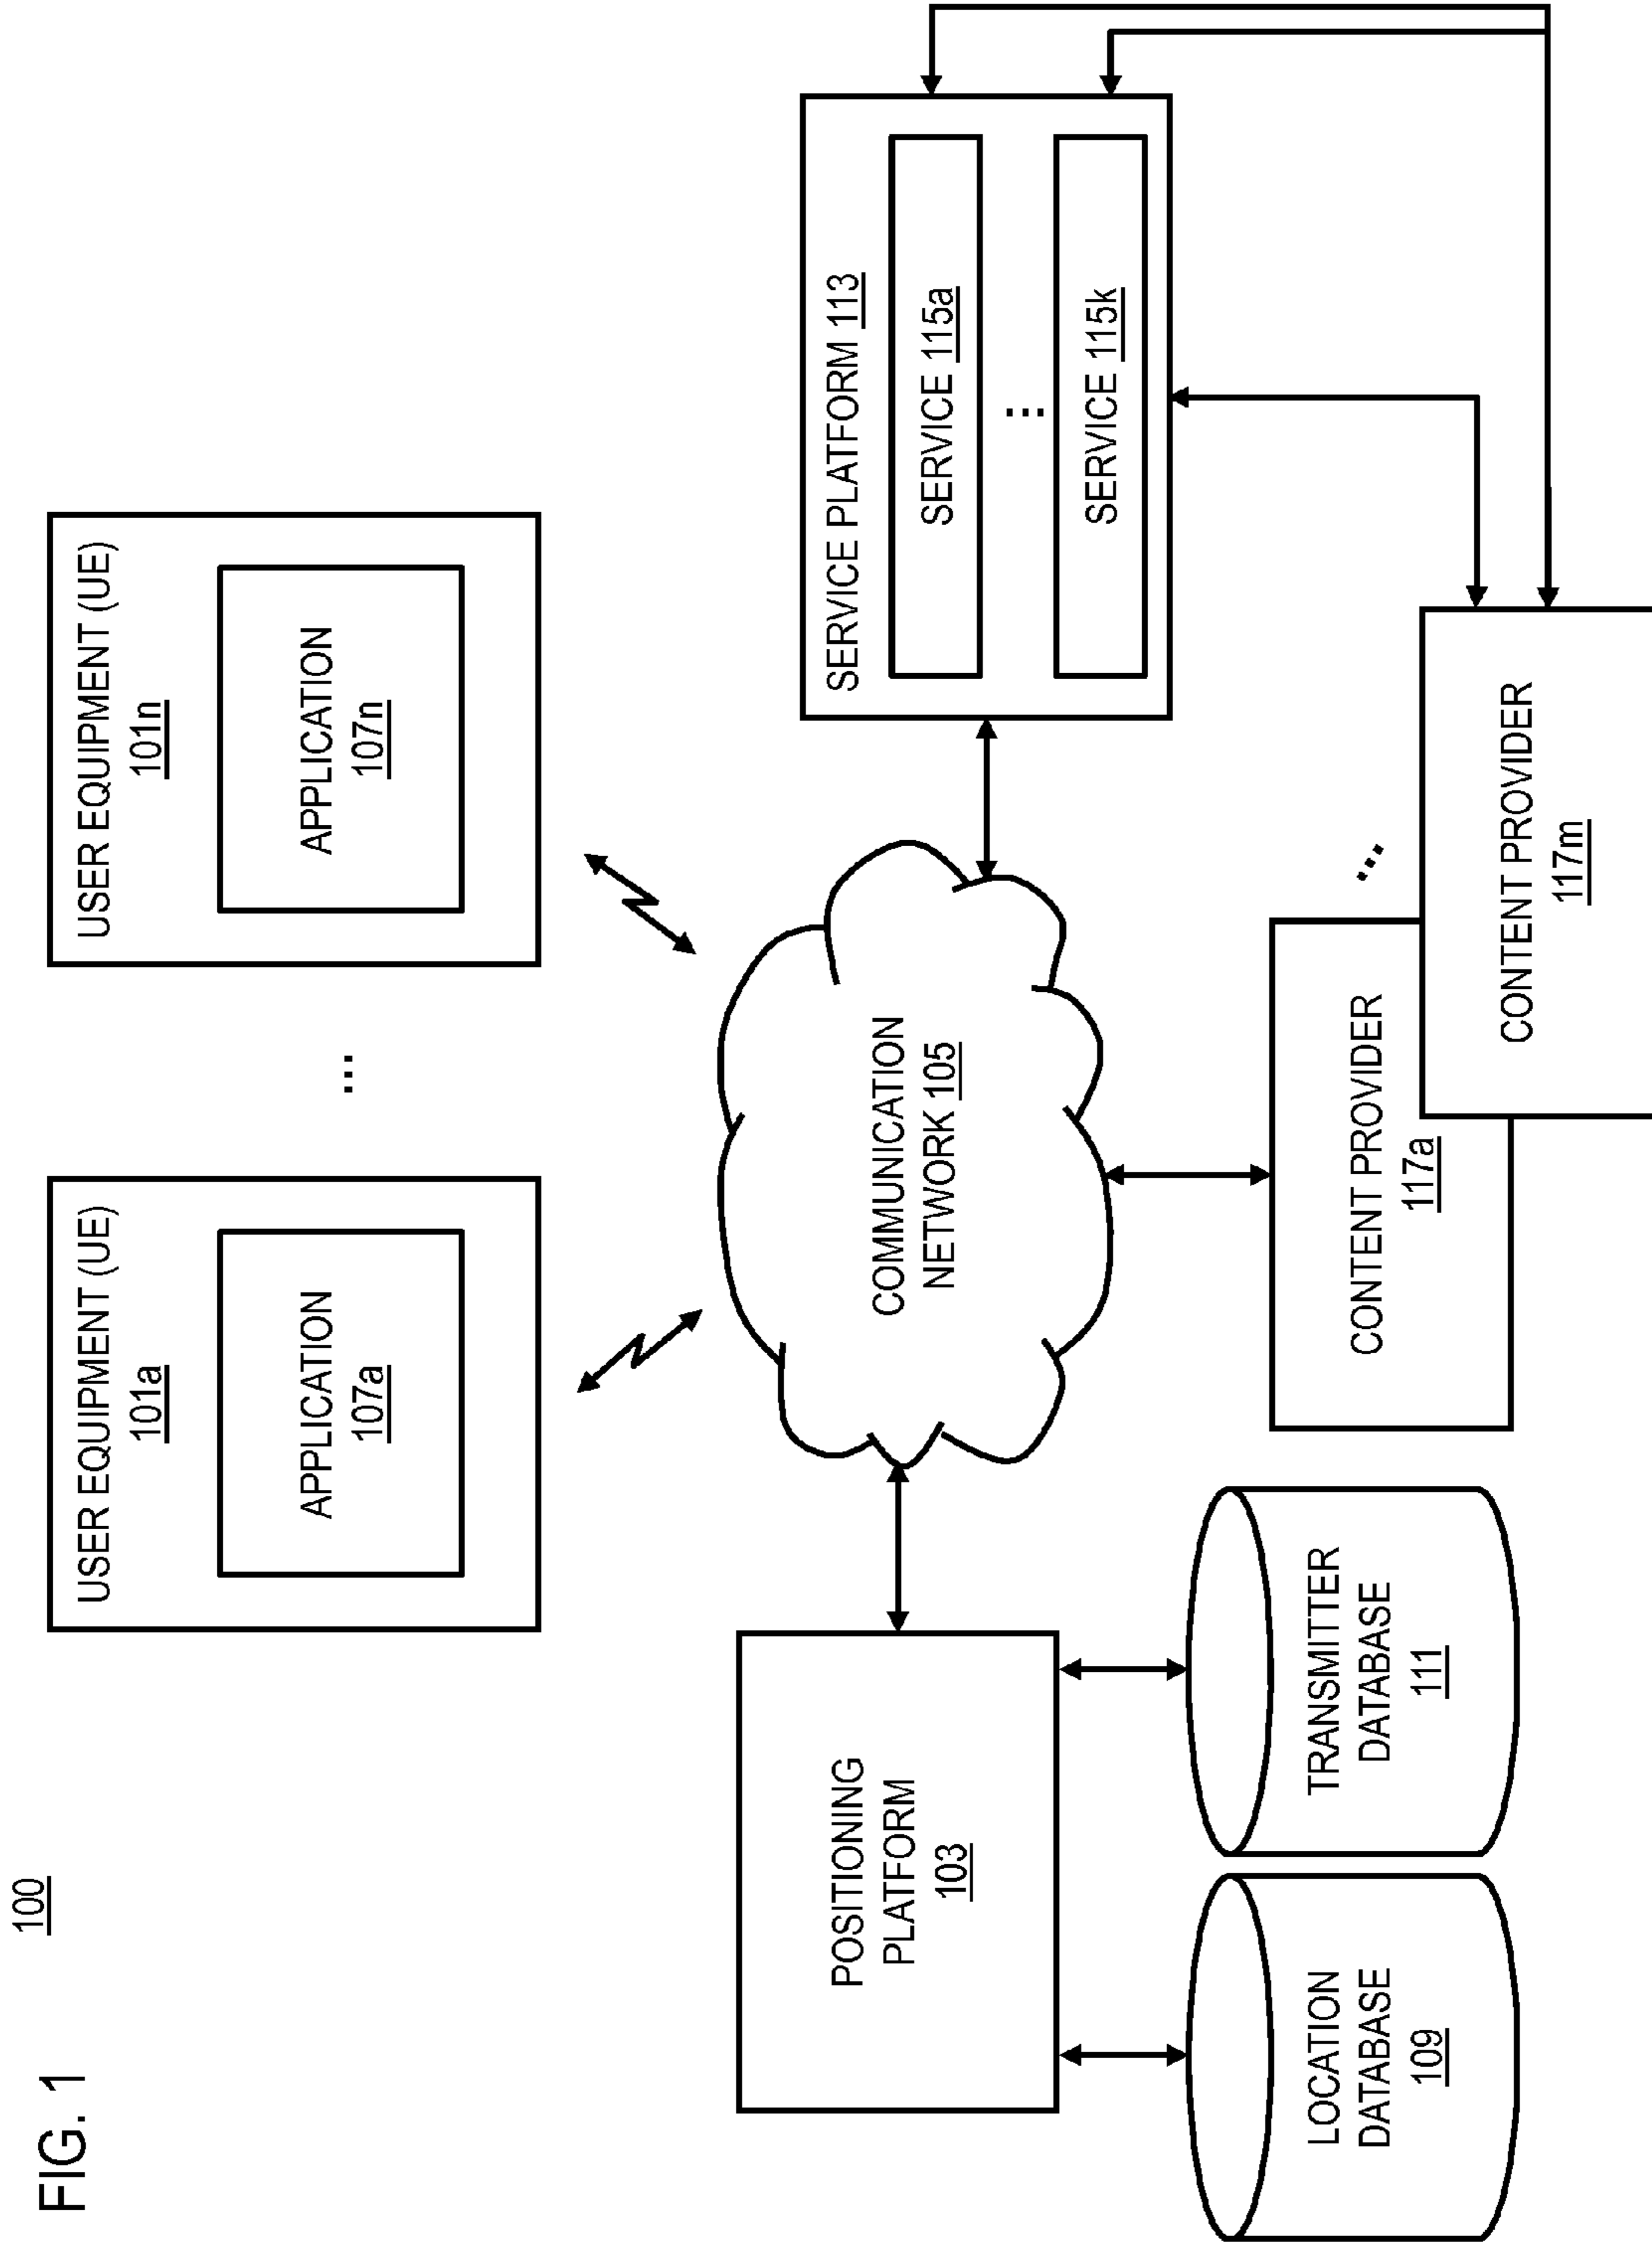 FIG. 1
100
USER EQUIPMENT (UE)
101a
APPLICATION
107a
...
USER EQUIPMENT (UE)
101n
APPLICATION
107n
POSITIONING
PLATFORM
103
COMMUNICATION
NETWORK 105
SERVICE PLATFORM 113
SERVICE 115a
...
SERVICE 115k
LOCATION
DATABASE
109
TRANSMITTER
DATABASE
111
CONTENT PROVIDER
117a
...
CONTENT PROVIDER
117m